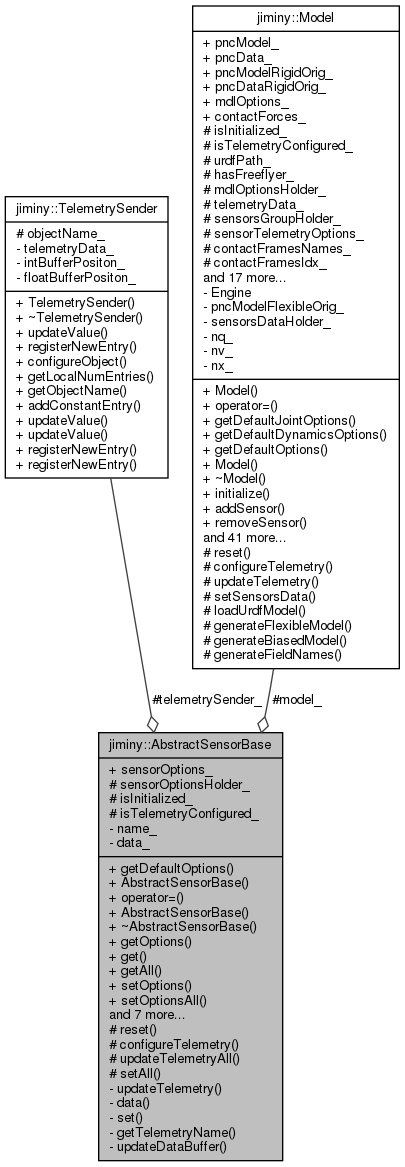 jiminy::Model
+ pncModel_
+ pncData_
+ pncModelRigidOrig_
+ pncDataRigidOrig_
+ mdlOptions_
+ contactForces_
# isInitialized_
# isTelemetryConfigured_
# urdfPath_
# hasFreeflyer_
# mdlOptionsHolder_
# telemetryData_
# sensorsGroupHolder_
# sensorTelemetryOptions_
# contactFramesNames_
# contactFramesIdx_
and 17 more...
- Engine
- pncModelFlexibleOrig_
- sensorsDataHolder_
- nq_
- nv_
- nx_
+ Model()
+ operator=()
+ getDefaultJointOptions()
+ getDefaultDynamicsOptions()
+ getDefaultOptions()
+ Model()
+ ~Model()
+ initialize()
+ addSensor()
+ removeSensor()
and 41 more...
# reset()
# configureTelemetry()
# updateTelemetry()
# setSensorsData()
# loadUrdfModel()
# generateFlexibleModel()
# generateBiasedModel()
# generateFieldNames()
jiminy::TelemetrySender
# objectName_
- telemetryData_
- intBufferPositon_
- floatBufferPositon_
+ TelemetrySender()
+ ~TelemetrySender()
+ updateValue()
+ registerNewEntry()
+ configureObject()
+ getLocalNumEntries()
+ getObjectName()
+ addConstantEntry()
+ updateValue()
+ updateValue()
+ registerNewEntry()
+ registerNewEntry()
#telemetrySender_
#model_
jiminy::AbstractSensorBase
+ sensorOptions_
# sensorOptionsHolder_
# isInitialized_
# isTelemetryConfigured_
- name_
- data_
+ getDefaultOptions()
+ AbstractSensorBase()
+ operator=()
+ AbstractSensorBase()
+ ~AbstractSensorBase()
+ getOptions()
+ get()
+ getAll()
+ setOptions()
+ setOptionsAll()
and 7 more...
# reset()
# configureTelemetry()
# updateTelemetryAll()
# setAll()
- updateTelemetry()
- data()
- set()
- getTelemetryName()
- updateDataBuffer()